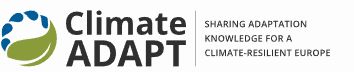 Climate
ADAPT
SHARING ADAPTATION
KNOWLEDGE FOR A
CLIMATE-RESILIENT EUROPE